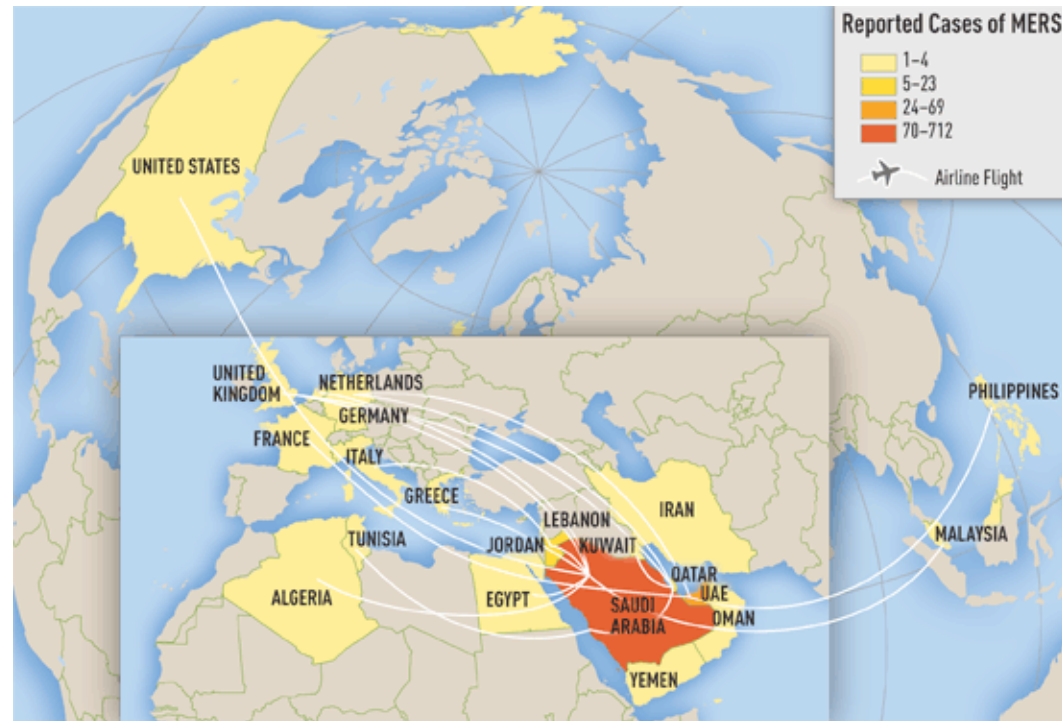 Reported Cases of MERS
1–4
5–23
24–69
70–712
Airline Flight
UNITED STATES
UNITED
KINGDOM
NETHERLANDS
GERMANY
FRANCE
ITALY
GREECE
PHILIPPINES
IRAN
LEBANON
TUNISIA
JORDAN
KUWAIT
MALAYSIA
QATAR
UAE
ALGERIA
EGYPT
SAUDI
ARABIA
OMAN
YEMEN